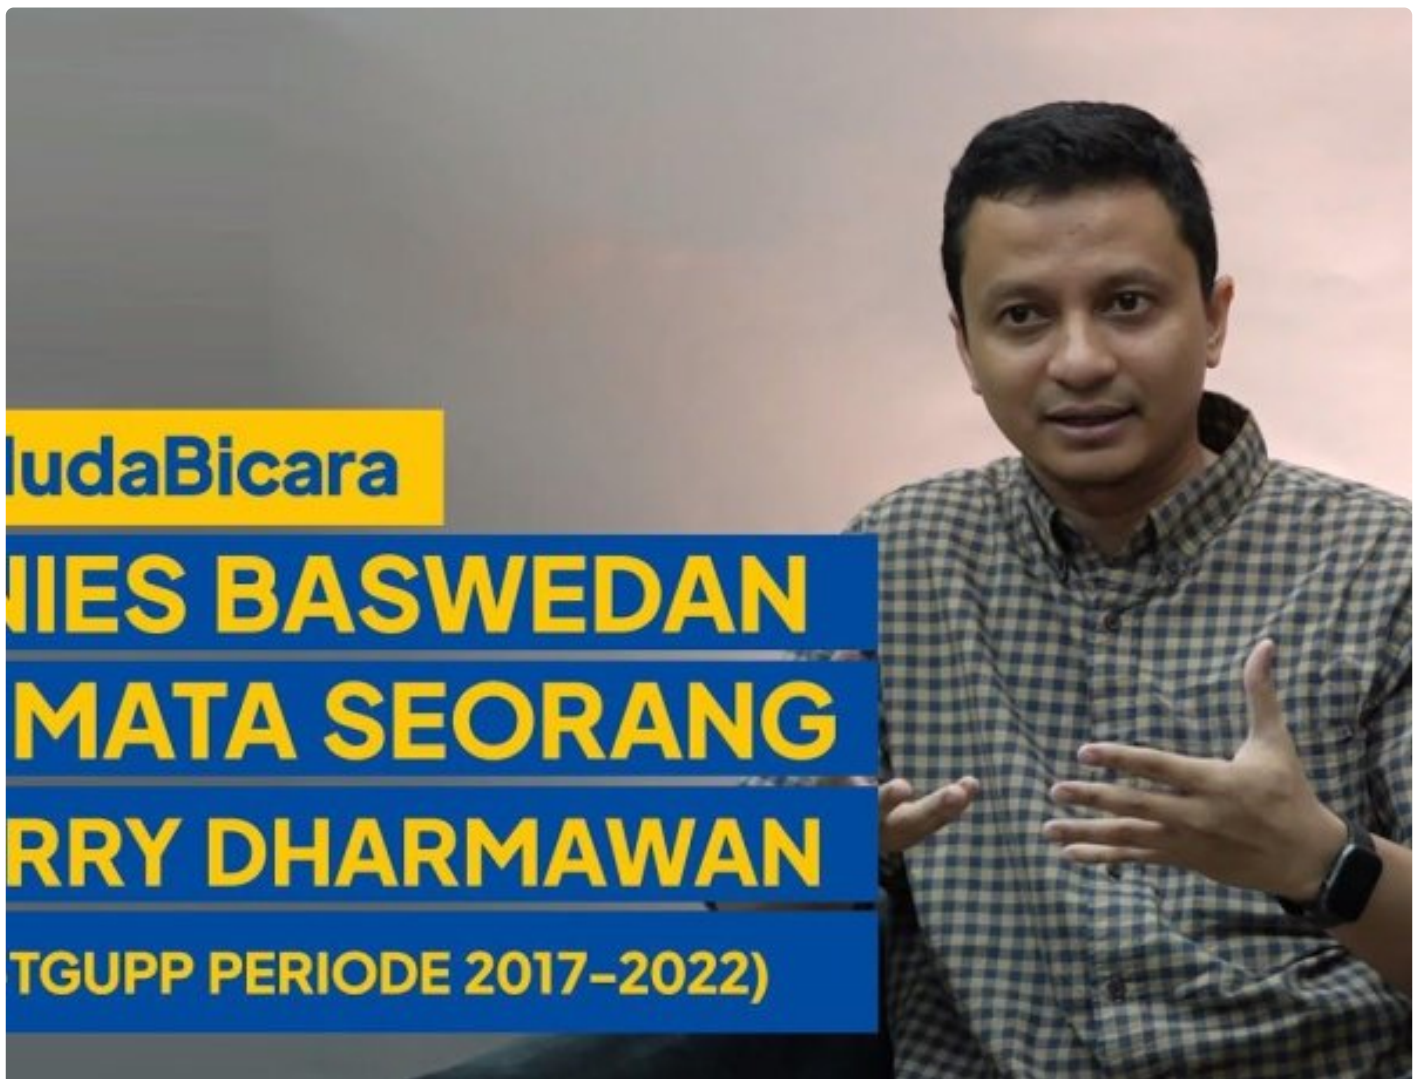 udaBicara
NIES BASWEDAN
MATA SEORANG
RRY DHARMAWAN
TGUPP PERIODE 2017–2022)